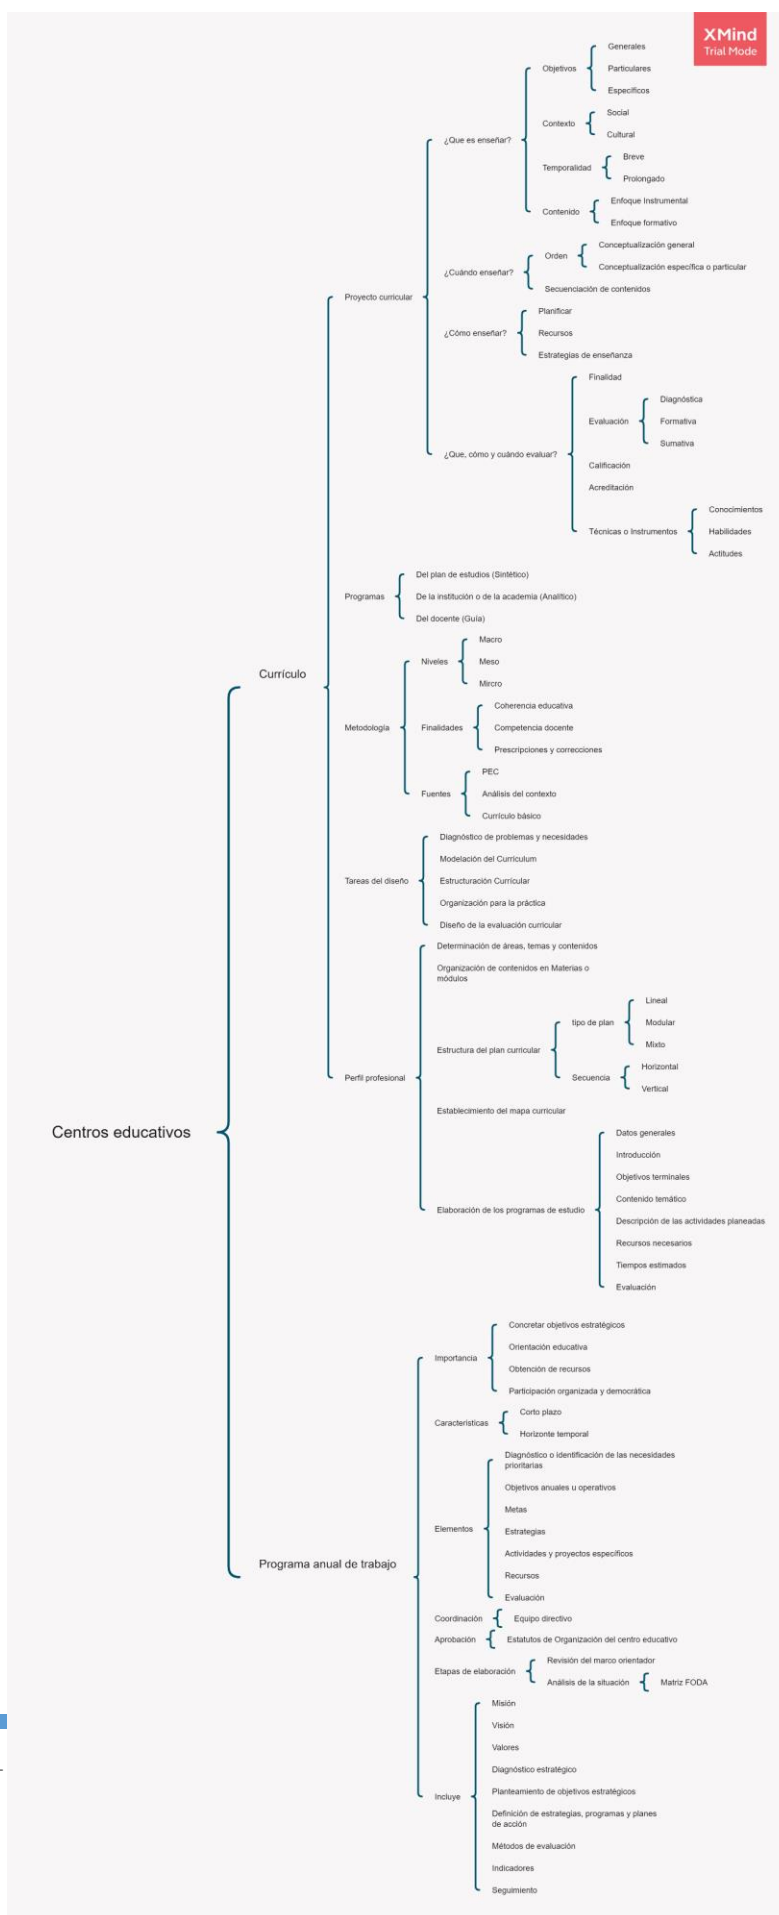 XMind
Trial Mode
Centros educativos
Currículo
Proyecto curricular
¿Que es enseñar?
Objetivos
Generales
Particulares
Específicos
Contexto
Social
Cultural
Temporalidad
Breve
Prolongado
Contenido
Enfoque Instrumental
Enfoque formativo
¿Cuándo enseñar?
Orden
Conceptualización general
Conceptualización específica o particular
Secuenciación de contenidos
¿Cómo enseñar?
Planificar
Recursos
Estrategias de enseñanza
¿Que, cómo y cuándo evaluar?
Finalidad
Evaluación
Diagnóstica
Formativa
Sumativa
Calificación
Acreditación
Técnicas o Instrumentos
Conocimientos
Habilidades
Actitudes
Programas
Del plan de estudios (Sintético)
De la institución o de la academia (Analítico)
Del docente (Guía)
Metodología
Niveles
Macro
Meso
Mircro
Finalidades
Coherencia educativa
Competencia docente
Prescripciones y correcciones
Fuentes
PEC
Análisis del contexto
Currículo básico
Tareas del diseño
Diagnóstico de problemas y necesidades
Modelación del Curriculum
Estructuración Currícular
Organización para la práctica
Diseño de la evaluación curricular
Perfil profesional
Determinación de áreas, temas y contenidos
Organización de contenidos en Materias o
módulos
Estructura del plan curricular
tipo de plan
Lineal
Modular
Mixto
Secuencia
Horizontal
Vertical
Establecimiento del mapa curricular
Elaboración de los programas de estudio
Datos generales
Introducción
Objetivos terminales
Contenido temático
Descripción de las actividades planeadas
Recursos necesarios
Tiempos estimados
Evaluación
Programa anual de trabajo
Importancia
Concretar objetivos estratégicos
Orientación educativa
Obtención de recursos
Participación organizada y democrática
Características
Corto plazo
Horizonte temporal
Elementos
Diagnóstico o identificación de las necesidades
prioritarias
Objetivos anuales u operativos
Metas
Estrategias
Actividades y proyectos específicos
Recursos
Evaluación
Coordinación
Equipo directivo
Aprobación
Estatutos de Organización del centro educativo
Etapas de elaboración
Revisión del marco orientador
Análisis de la situación
Matriz FODA
Incluye
Misión
Visión
Valores
Diagnóstico estratégico
Planteamiento de objetivos estratégicos
Definición de estrategias, programas y planes
de acción
Métodos de evaluación
Indicadores
Seguimiento